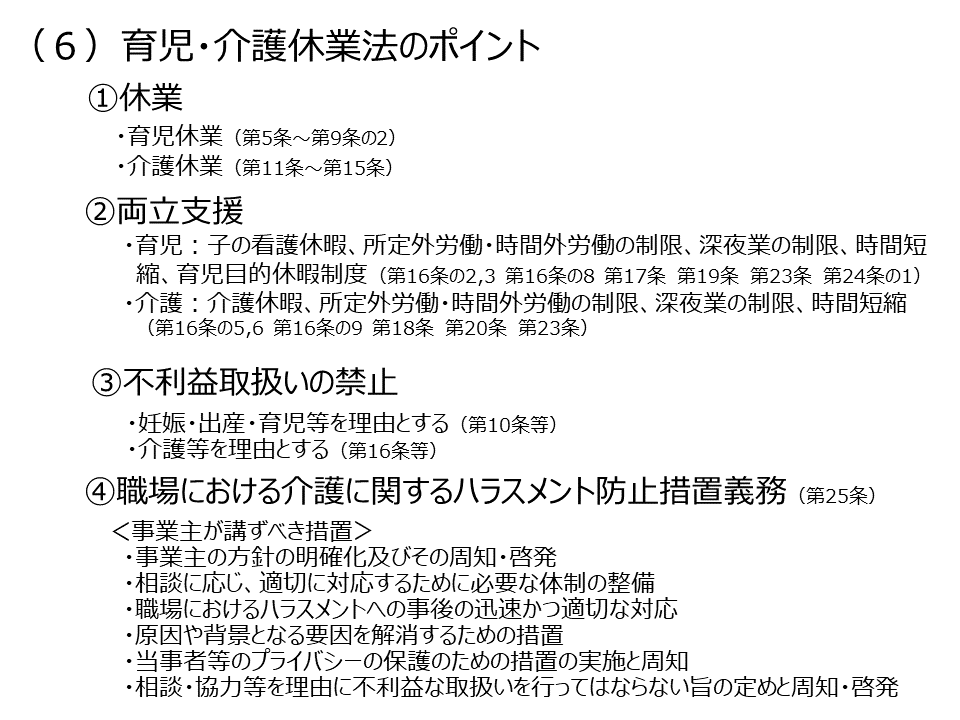 （６）育児・介護休業法のポイント
①休業
・育児休業（第5条～第9条の2）
・介護休業（第11条～第15条）
②両立支援
・育児：子の看護休暇、所定外労働・時間外労働の制限、深夜業の制限、時間短
縮、育児目的休暇制度（第16条の2,3 第16条の8 第17条 第19条 第23条 第24条の1）
・介護：介護休暇、所定外労働・時間外労働の制限、深夜業の制限、時間短縮
（第16条の5,6 第16条の9 第18条 第20条 第23条）
③不利益取扱いの禁止
・妊娠・出産・育児等を理由とする（第10条等）
・介護等を理由とする（第16条等）
④職場における介護に関するハラスメント防止措置義務（第25条）
＜事業主が講ずべき措置＞
・事業主の方針の明確化及びその周知・啓発
・相談に応じ、適切に対応するために必要な体制の整備
・職場におけるハラスメントへの事後の迅速かつ適切な対応
・原因や背景となる要因を解消するための措置
・当事者等のプライバシーの保護のための措置の実施と周知
・相談・協力等を理由に不利益な取扱いを行ってはならない旨の定めと周知・啓発